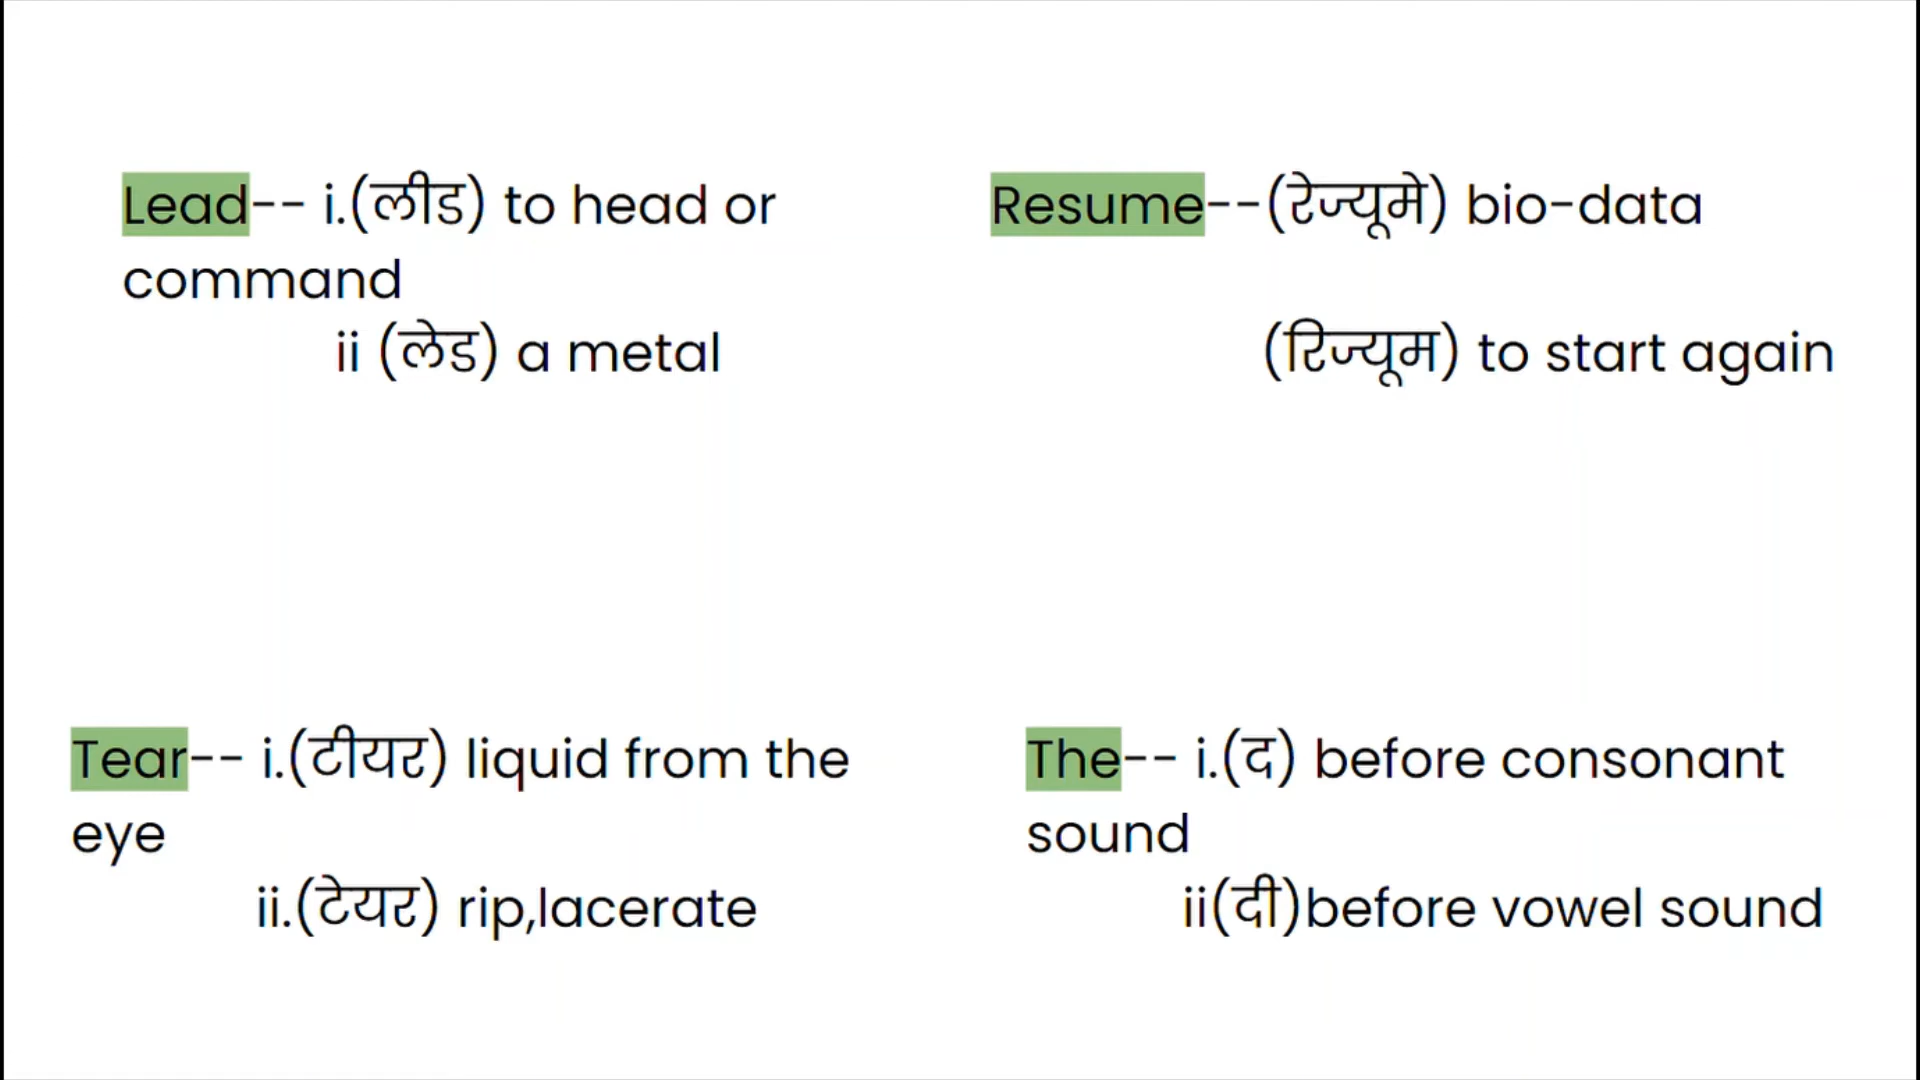 Lead-- i.(लीड) to head or
command
ii (लेड) a metal
Resume--(रेज्यूमे) bio-data
(रिज्यूम) to start again
Tear-- i.(टीयर) liquid from the
eye
ii.(टेयर) rip,lacerate
The-- i.(द) before consonant
sound
ii(दी)before vowel sound